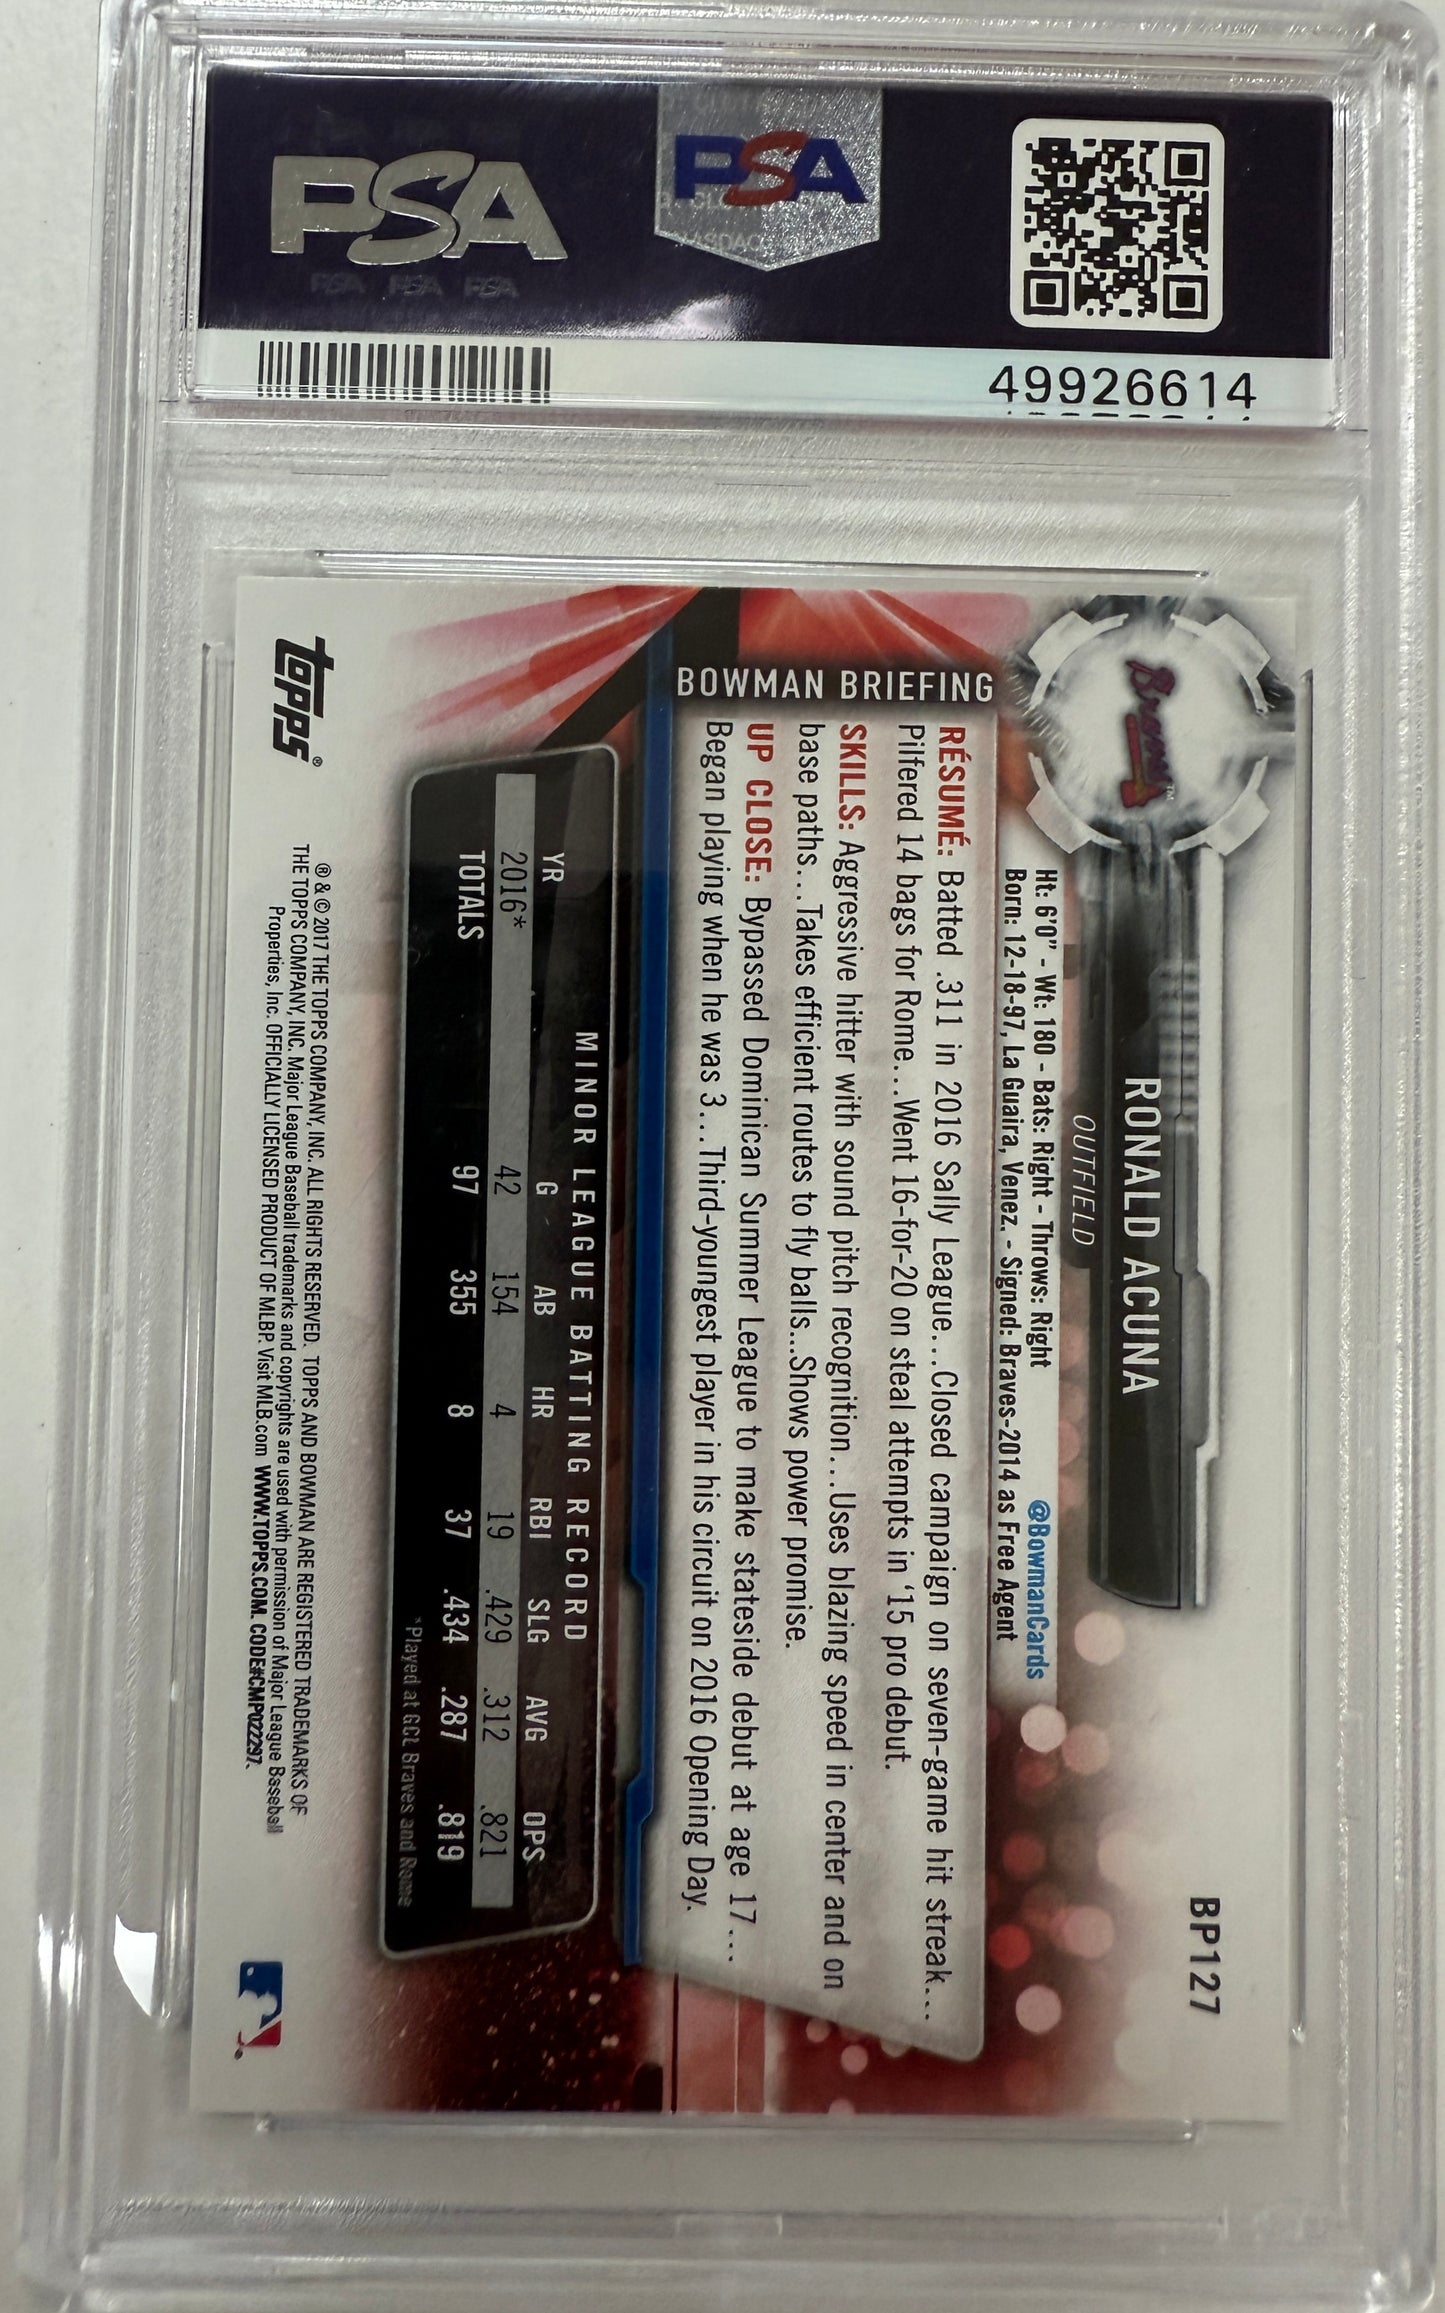 PSA
PSA
PSA PSA PSA
49926614
BP127
Braves™
RONALD ACUNA
OUTFIELD
Ht: 6'0" - Wt: 180 - Bats: Right - Throws: Right
@BowmanCards
Born: 12-18-97, La Guaira, Venez. - Signed: Braves-2014 as Free Agent
BOWMAN BRIEFING
RÉSUMÉ: Batted .311 in 2016 Sally League...Closed campaign on seven-game hit streak...
Pilfered 14 bags for Rome...Went 16-for-20 on steal attempts in '15 pro debut.
SKILLS: Aggressive hitter with sound pitch recognition...Uses blazing speed in center and on
base paths...Takes efficient routes to fly balls...Shows power promise.
UP CLOSE: Bypassed Dominican Summer League to make stateside debut at age 17...
Began playing when he was 3...Third-youngest player in his circuit on 2016 Opening Day.
MINOR LEAGUE BATTING RECORD
YR G AB HR RBI SLG AVG OPS
2016* 42 154 4 19 .429 .312 .821
TOTALS 97 355 8 37 .434 .287 .819
*Played at GCL Braves and Rome
topps®
® & © 2017 THE TOPPS COMPANY, INC. ALL RIGHTS RESERVED. TOPPS AND BOWMAN ARE REGISTERED TRADEMARKS OF
THE TOPPS COMPANY, INC. Major League Baseball trademarks and copyrights are used with permission of Major League Baseball
Properties, Inc. OFFICIALLY LICENSED PRODUCT OF MLBP. Visit MLB.com WWW.TOPPS.COM. CODE#CMP022297.